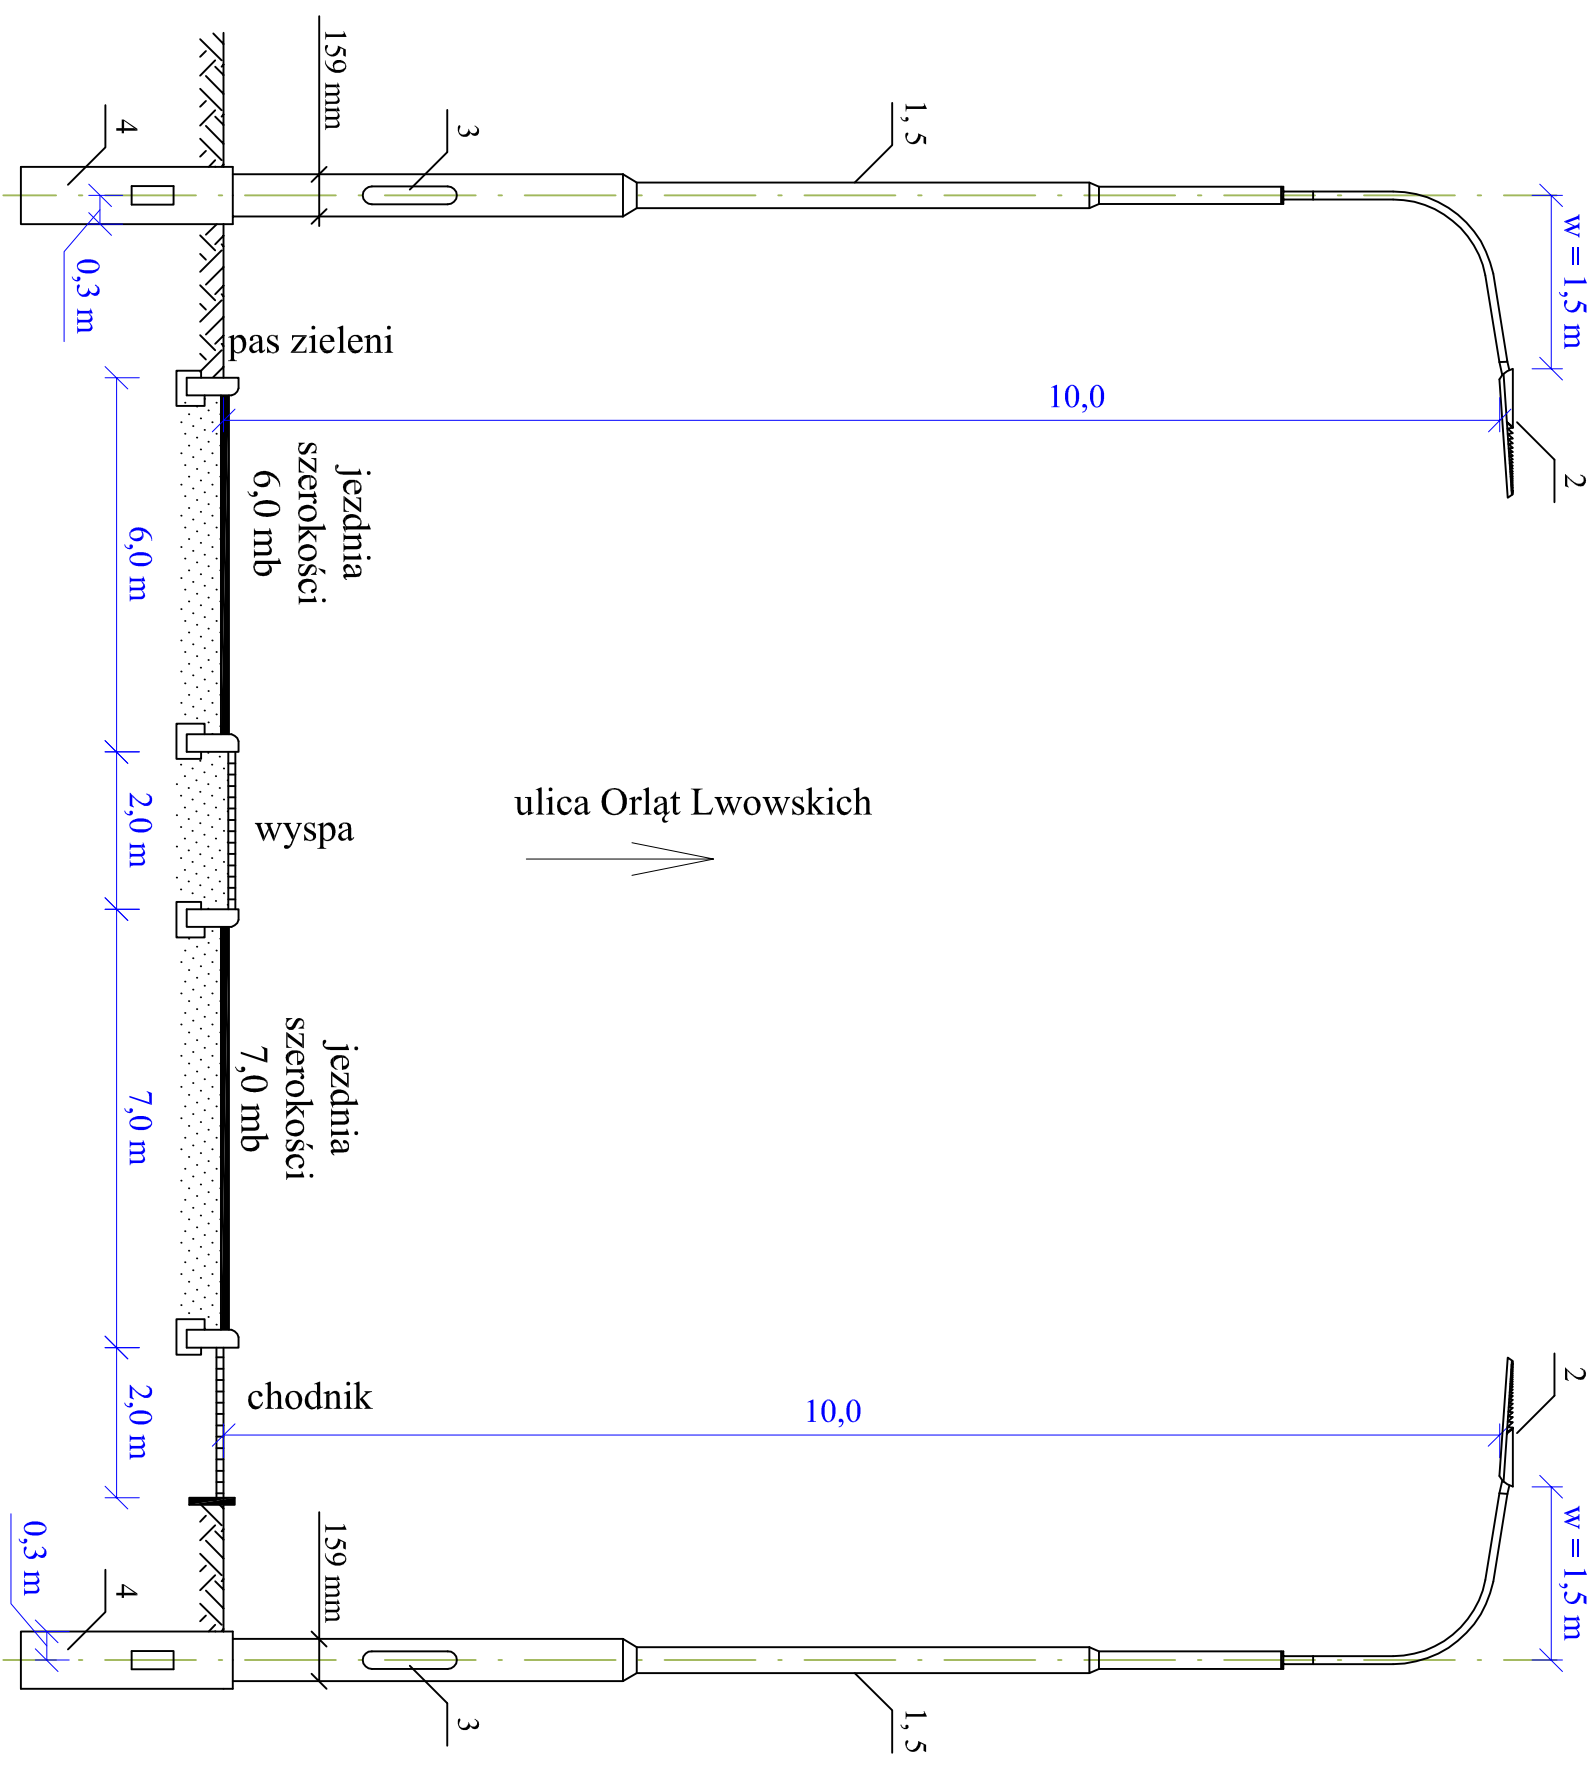 w = 1,5 m
2
1, 5
3
159 mm
4
0,3 m
pas zieleni
10,0
jezdnia
szerokości
6,0 mb
6,0 m
ulica Orląt Lwowskich
wyspa
2,0 m
jezdnia
szerokości
7,0 mb
7,0 m
chodnik
2,0 m
10,0
2
w = 1,5 m
159 mm
0,3 m
4
3
1, 5